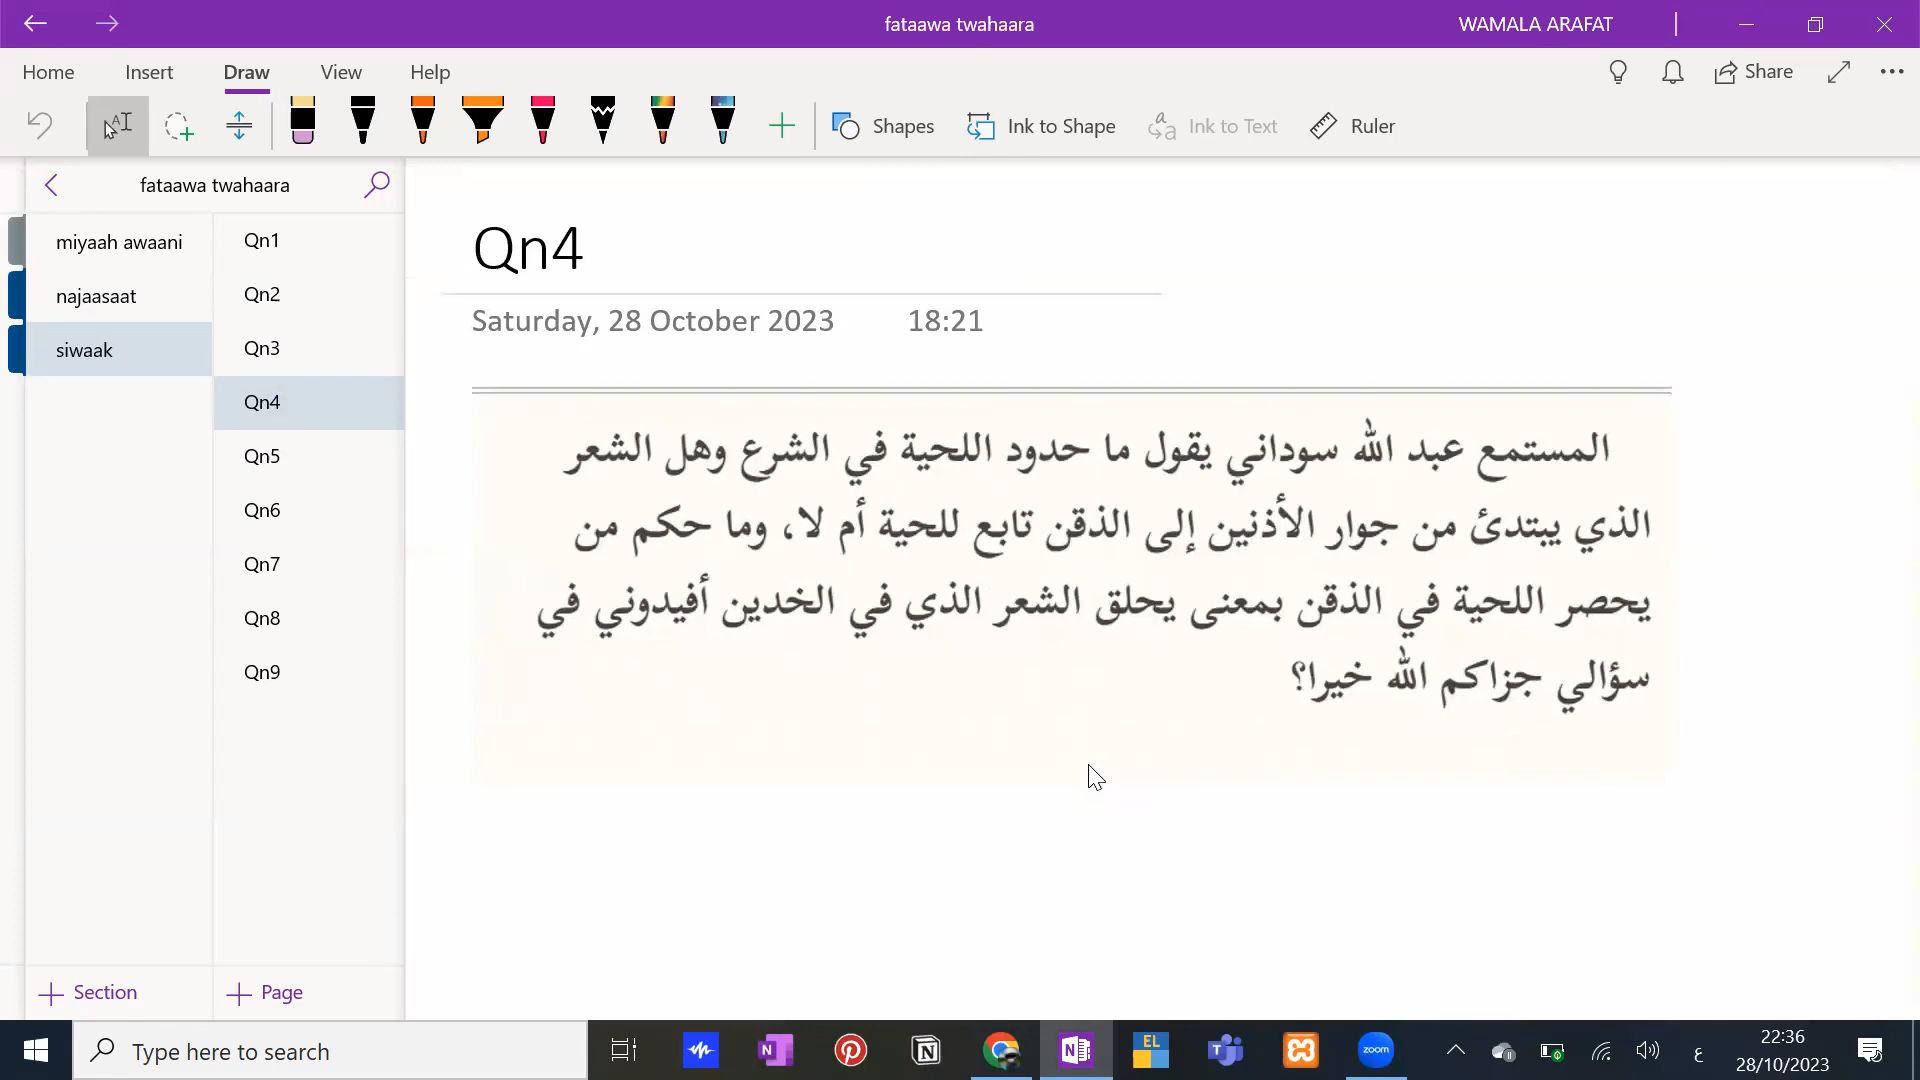 fataawa twahaara
WAMALA ARAFAT
Home Insert Draw View Help
Share
Shapes Ink to Shape Ink to Text Ruler
fataawa twahaara
miyaah awaani
najaasaat
siwaak
Qn1
Qn2
Qn3
Qn4
Qn5
Qn6
Qn7
Qn8
Qn9
Section
Page
Qn4
Saturday, 28 October 2023 18:21
المستمع عبد الله سوداني يقول ما حدود اللحية في الشرع وهل الشعر
الذي يبتدئ من جوار الأذنين إلى الذقن تابع للحية أم لا، وما حكم من
يحصر اللحية في الذقن بمعنى يحلق الشعر الذي في الخدين أفيدوني في
سؤالي جزاكم الله خيرا؟
Type here to search
EL
zoom
ع
22:36
28/10/2023